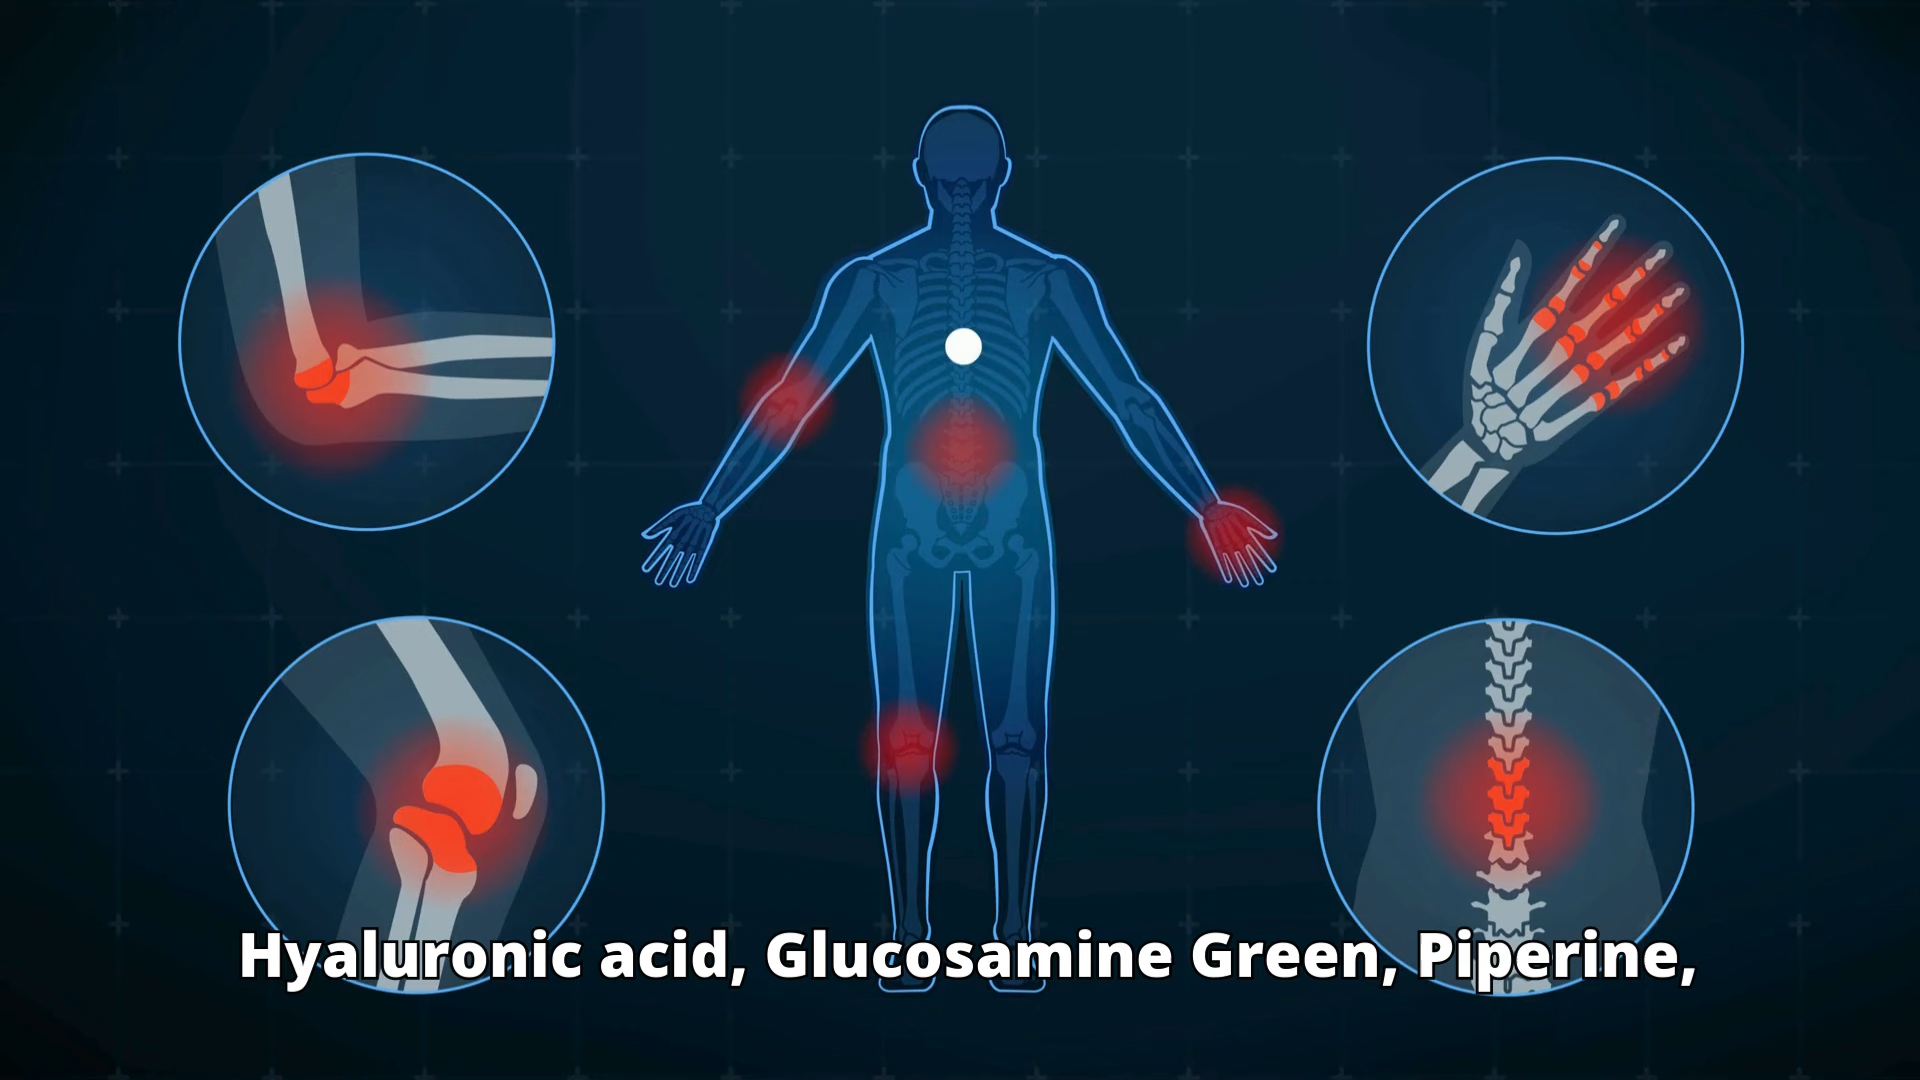 Hyaluronic acid, Glucosamine Green, Piperine,